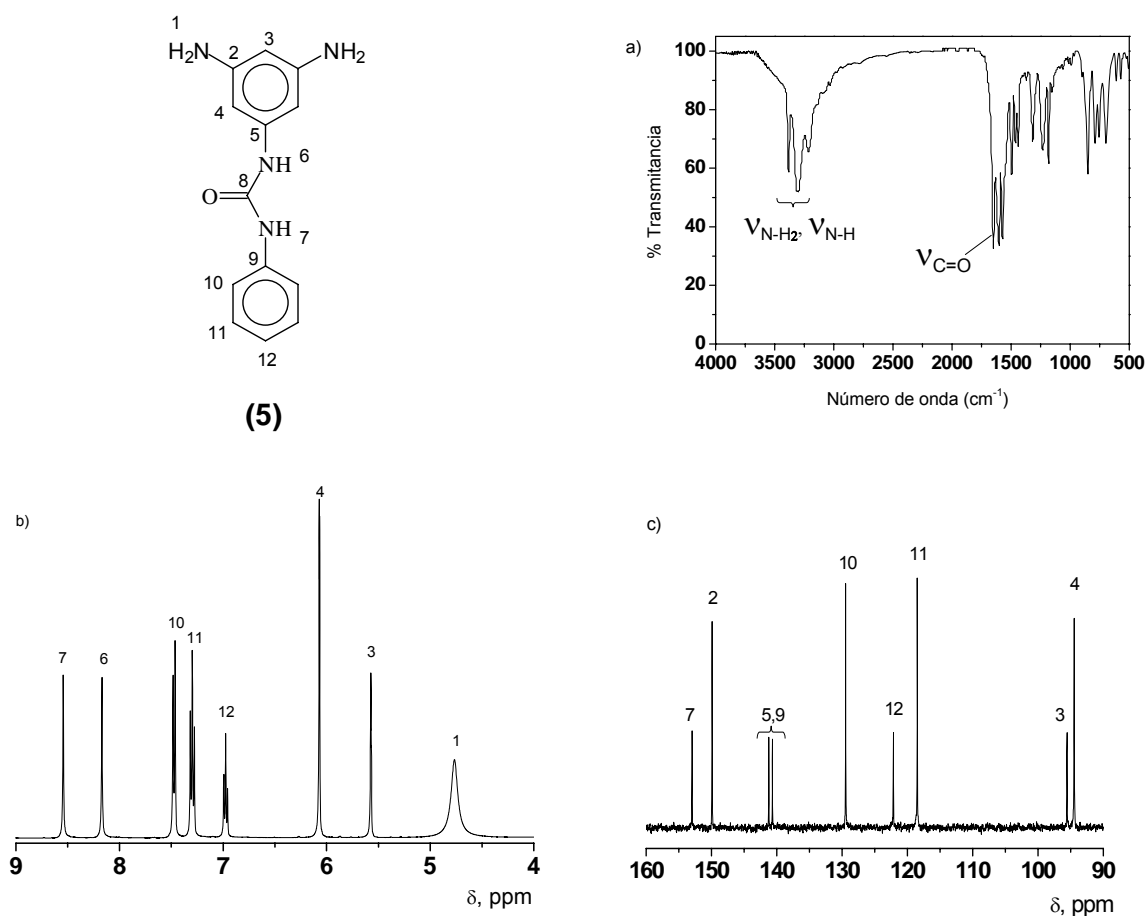 1
H₂N
2
3
NH₂
4
5
NH
6
8
O
NH
7
9
10
11
12
(5)
a)
100
80
60
40
20
0
% Transmitancia
νN-H₂, νN-H
νC=O
4000 3500 3000 2500 2000 1500 1000 500
Número de onda (cm⁻¹)
b)
7
6
10
11
12
4
3
1
9 8 7 6 5 4
δ, ppm
c)
7
2
5,9
10
12
11
3
4
160 150 140 130 120 110 100 90
δ, ppm